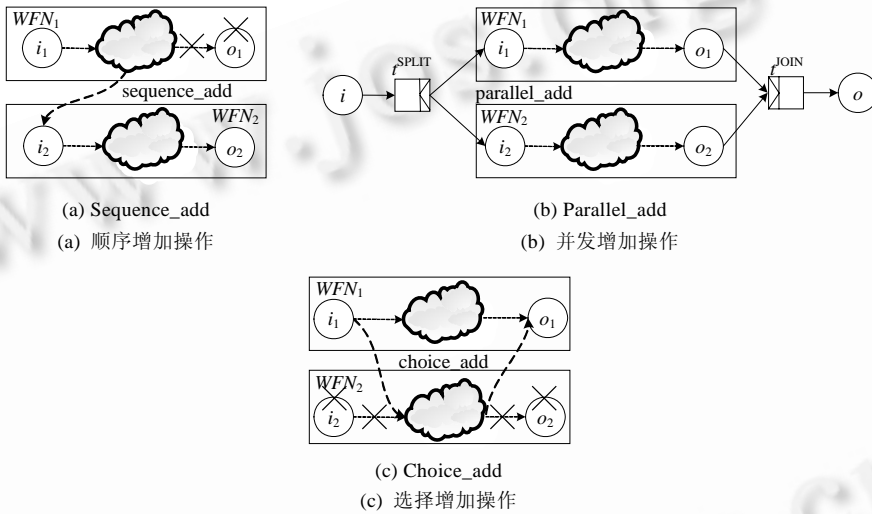 WFN₁
i₁
o₁
sequence_add
WFN₂
i₂
o₂
(a) Sequence_add
(a) 顺序增加操作
WFN₁
i₁
o₁
i
t^SPLIT
parallel_add
t^JOIN
o
WFN₂
i₂
o₂
(b) Parallel_add
(b) 并发增加操作
WFN₁
i₁
o₁
choice_add
WFN₂
i₂
o₂
(c) Choice_add
(c) 选择增加操作